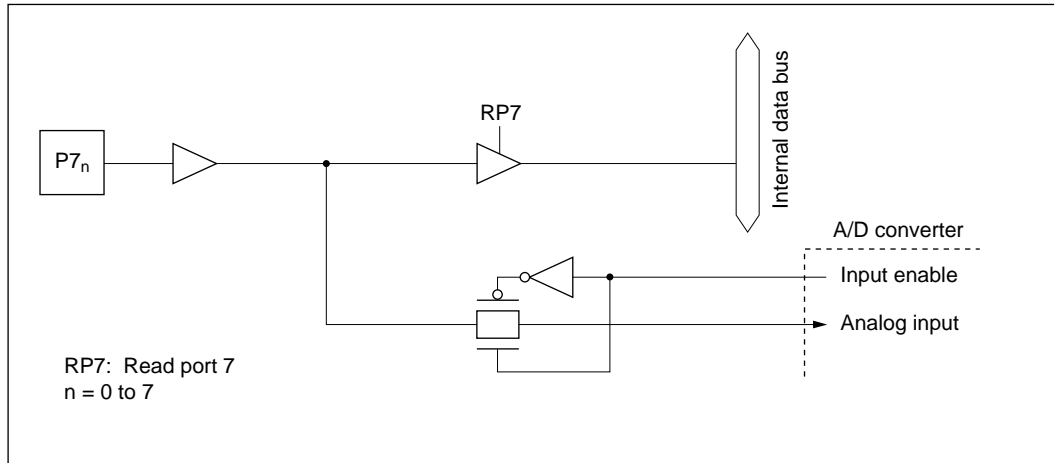 RP7
P7n
Internal data bus
A/D converter
Input enable
Analog input
RP7: Read port 7
n = 0 to 7